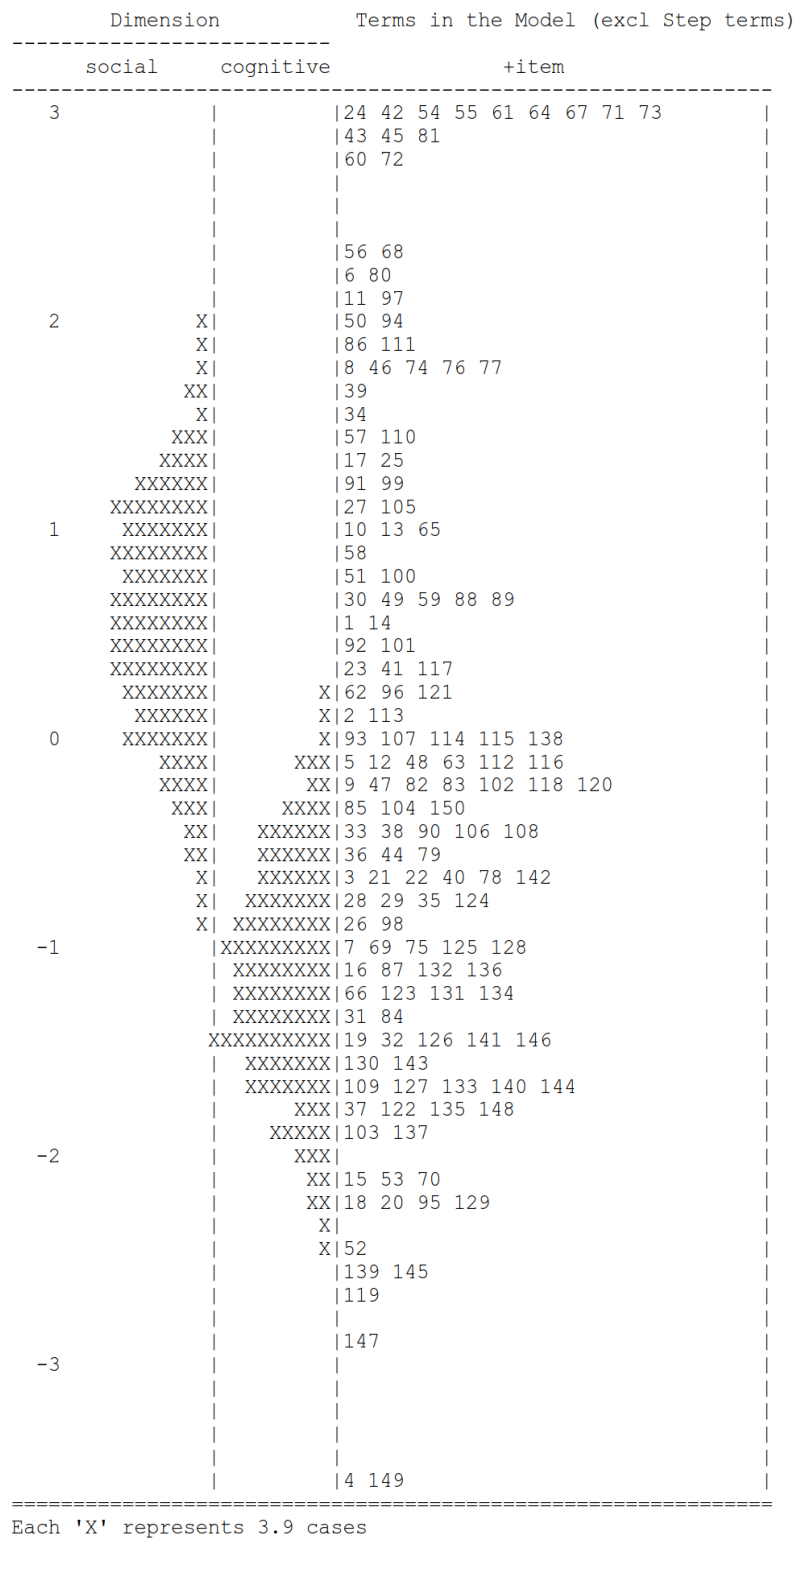 Dimension Terms in the Model (excl Step terms)
--------------------------
social cognitive +item
--------------------------------------------------------------
3 | |24 42 54 55 61 64 67 71 73 |
| |43 45 81 |
| |60 72 |
| | |
| | |
| | |
| |56 68 |
| |6 80 |
| |11 97 |
2 X| |50 94 |
X| |86 111 |
X| |8 46 74 76 77 |
XX| |39 |
X| |34 |
XXX| |57 110 |
XXXX| |17 25 |
XXXXXX| |91 99 |
XXXXXXXX| |27 105 |
1 XXXXXXX| |10 13 65 |
XXXXXXXX| |58 |
XXXXXXX| |51 100 |
XXXXXXXX| |30 49 59 88 89 |
XXXXXXXX| |1 14 |
XXXXXXXX| |92 101 |
XXXXXXXX| |23 41 117 |
XXXXXXX| X|62 96 121 |
XXXXXX| X|2 113 |
0 XXXXXXX| X|93 107 114 115 138 |
XXXX| XXX|5 12 48 63 112 116 |
XXXX| XX|9 47 82 83 102 118 120 |
XXX| XXXX|85 104 150 |
XX| XXXXXX|33 38 90 106 108 |
XX| XXXXXX|36 44 79 |
X| XXXXXX|3 21 22 40 78 142 |
X| XXXXXXX|28 29 35 124 |
X| XXXXXXXX|26 98 |
-1 |XXXXXXXXX|7 69 75 125 128 |
| XXXXXXXX|16 87 132 136 |
| XXXXXXXX|66 123 131 134 |
| XXXXXXXX|31 84 |
XXXXXXXXXX|19 32 126 141 146 |
| XXXXXXX|130 143 |
| XXXXXXX|109 127 133 140 144 |
| XXX|37 122 135 148 |
| XXXXX|103 137 |
-2 | XXX| |
| XX|15 53 70 |
| XX|18 20 95 129 |
| X| |
| X|52 |
| |139 145 |
| |119 |
| | |
| |147 |
-3 | | |
| | |
| | |
| | |
| | |
| |4 149 |
==============================================================
Each 'X' represents 3.9 cases